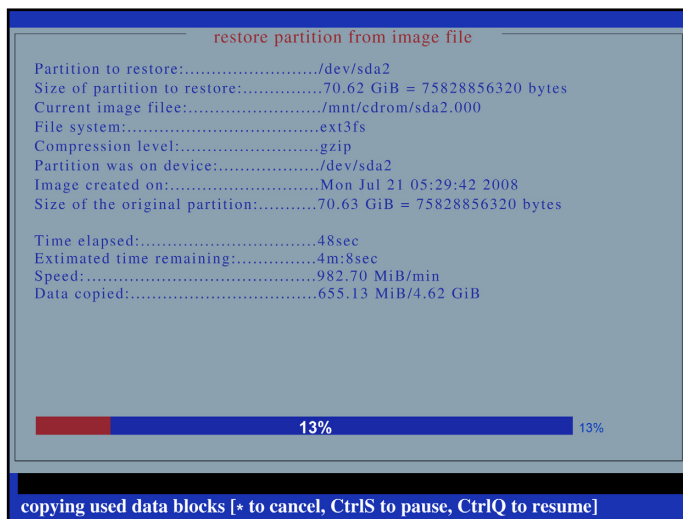 restore partition from image file
Partition to restore:........................./dev/sda2
Size of partition to restore:...............70.62 GiB = 75828856320 bytes
Current image filee:........................./mnt/cdrom/sda2.000
File system:....................................ext3fs
Compression level:..........................gzip
Partition was on device:.................../dev/sda2
Image created on:............................Mon Jul 21 05:29:42 2008
Size of the original partition:...........70.63 GiB = 75828856320 bytes
Time elapsed:.................................48sec
Extimated time remaining:...............4m:8sec
Speed:...........................................982.70 MiB/min
Data copied:...................................655.13 MiB/4.62 GiB
13% 13%
copying used data blocks [* to cancel, CtrlS to pause, CtrlQ to resume]